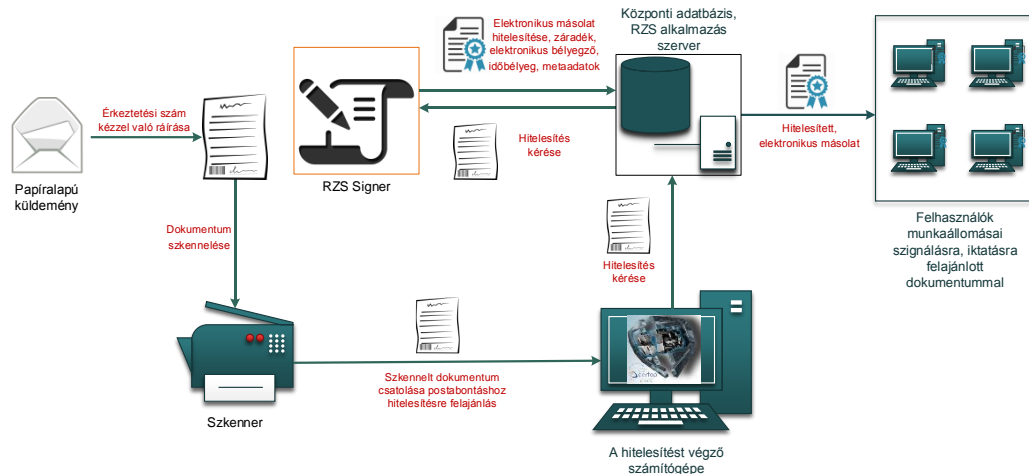 Elektronikus másolat
hitelesítése, záradék,
elektronikus bélyegző,
időbélyeg, metaadatok
Központi adatbázis,
RZS alkalmazás
szerver
Érkeztetési szám
kézzel való ráírása
Papíralapú
küldemény
RZS Signer
Hitelesítés
kérése
Hitelesített,
elektronikus másolat
Felhasználók
munkaállomásai
szignálásra, iktatásra
felajánlott
dokumentummal
Dokumentum
szkennelése
Hitelesítés
kérése
Szkenner
Szkennelt dokumentum
csatolása postabontáshoz
hitelesítésre felajánlás
A hitelesítést végző
számítógépe